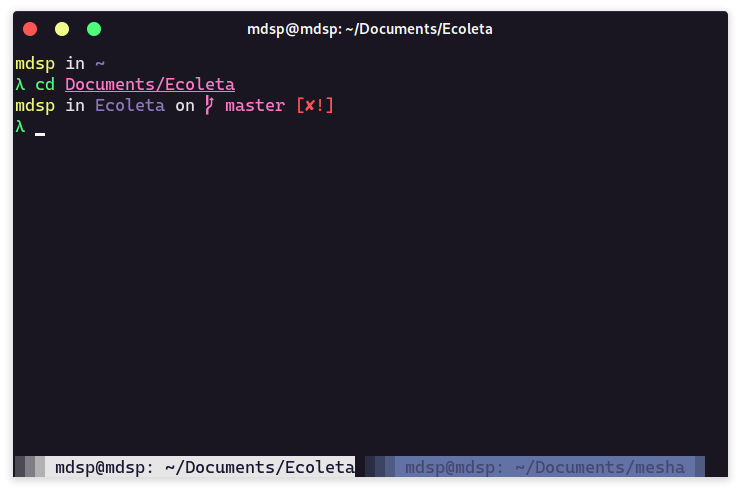 mdsp@mdsp: ~/Documents/Ecoleta
mdsp in ~
λ cd Documents/Ecoleta
mdsp in Ecoleta on  master [✘!]
λ _
mdsp@mdsp: ~/Documents/Ecoleta mdsp@mdsp: ~/Documents/mesha